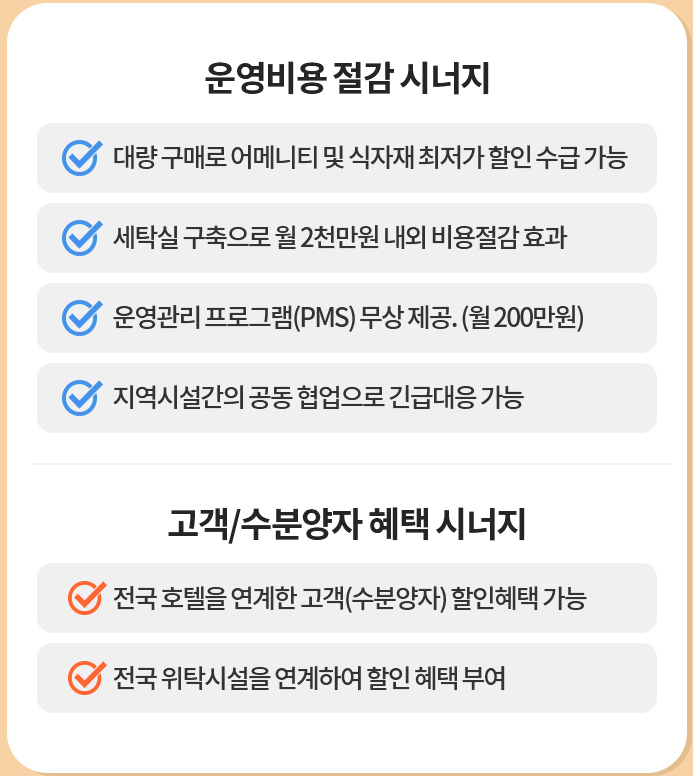 운영비용 절감 시너지
대량 구매로 어메니티 및 식자재 최저가 할인 수급 가능
세탁실 구축으로 월 2천만원 내외 비용절감 효과
운영관리 프로그램(PMS) 무상 제공. (월 200만원)
지역시설간의 공동 협업으로 긴급대응 가능
고객/수분양자 혜택 시너지
전국 호텔을 연계한 고객(수분양자) 할인혜택 가능
전국 위탁시설을 연계하여 할인 혜택 부여